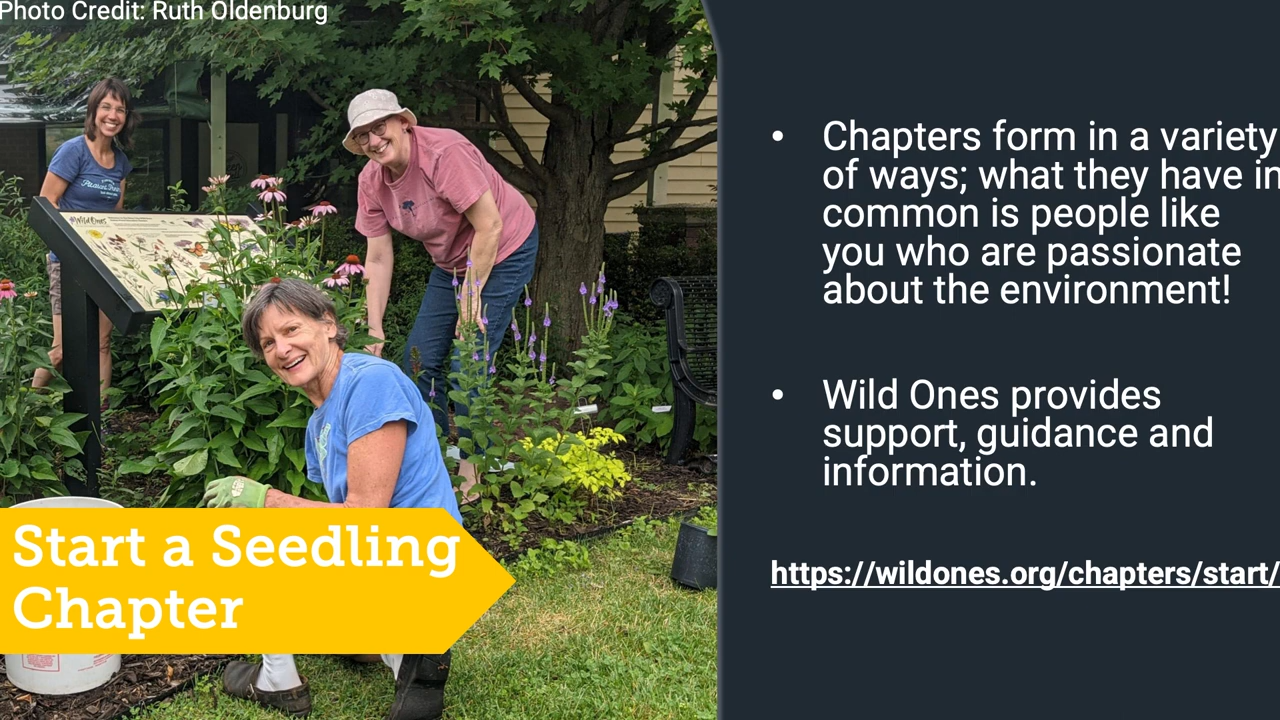 Photo Credit: Ruth Oldenburg
Wild Ones
Start a Seedling
Chapter
• Chapters form in a variety
of ways; what they have in
common is people like
you who are passionate
about the environment!
• Wild Ones provides
support, guidance and
information.
https://wildones.org/chapters/start/